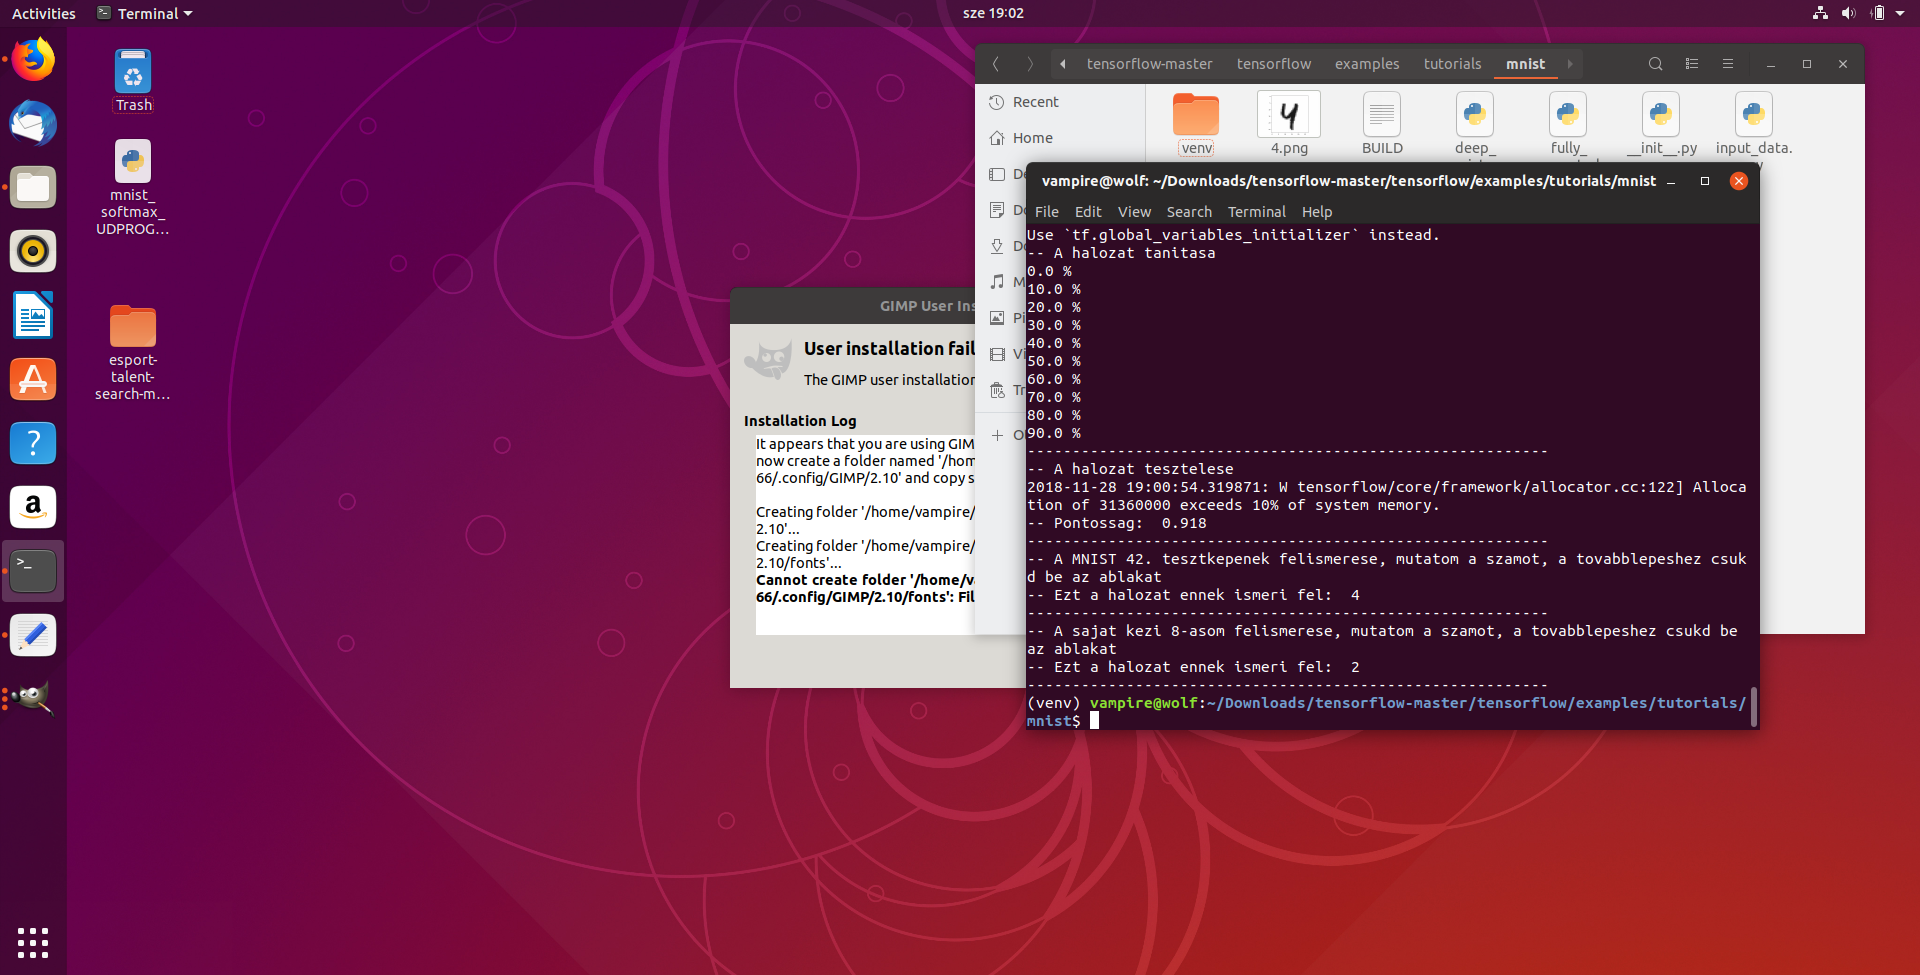 Activities
Terminal
sze 19:02
Trash
mnist_
softmax_
UDPROG...
esport-
talent-
search-m...
tensorflow-master
tensorflow
examples
tutorials
mnist
Recent
Home
venv
4
4.png
BUILD
deep_
fully_
__init__.py
input_data.
GIMP User Ins
User installation fail
The GIMP user installation
Installation Log
It appears that you are using GIM
now create a folder named '/hom
66/.config/GIMP/2.10' and copy s
Creating folder '/home/vampire/
2.10'...
Creating folder '/home/vampire/
2.10/fonts'...
Cannot create folder '/home/va
66/.config/GIMP/2.10/fonts': Fil
vampire@wolf: ~/Downloads/tensorflow-master/tensorflow/examples/tutorials/mnist
File Edit View Search Terminal Help
Use `tf.global_variables_initializer` instead.
-- A halozat tanitasa
0.0 %
10.0 %
20.0 %
30.0 %
40.0 %
50.0 %
60.0 %
70.0 %
80.0 %
90.0 %
----------------------------------------------------------
-- A halozat tesztelese
2018-11-28 19:00:54.319871: W tensorflow/core/framework/allocator.cc:122] Alloca
tion of 31360000 exceeds 10% of system memory.
-- Pontossag:  0.918
----------------------------------------------------------
-- A MNIST 42. tesztkepenek felismerese, mutatom a szamot, a tovabblepeshez csuk
d be az ablakat
-- Ezt a halozat ennek ismeri fel:  4
----------------------------------------------------------
-- A sajat kezi 8-asom felismerese, mutatom a szamot, a tovabblepeshez csukd be
az ablakat
-- Ezt a halozat ennek ismeri fel:  2
----------------------------------------------------------
(venv) vampire@wolf:~/Downloads/tensorflow-master/tensorflow/examples/tutorials/
mnist$